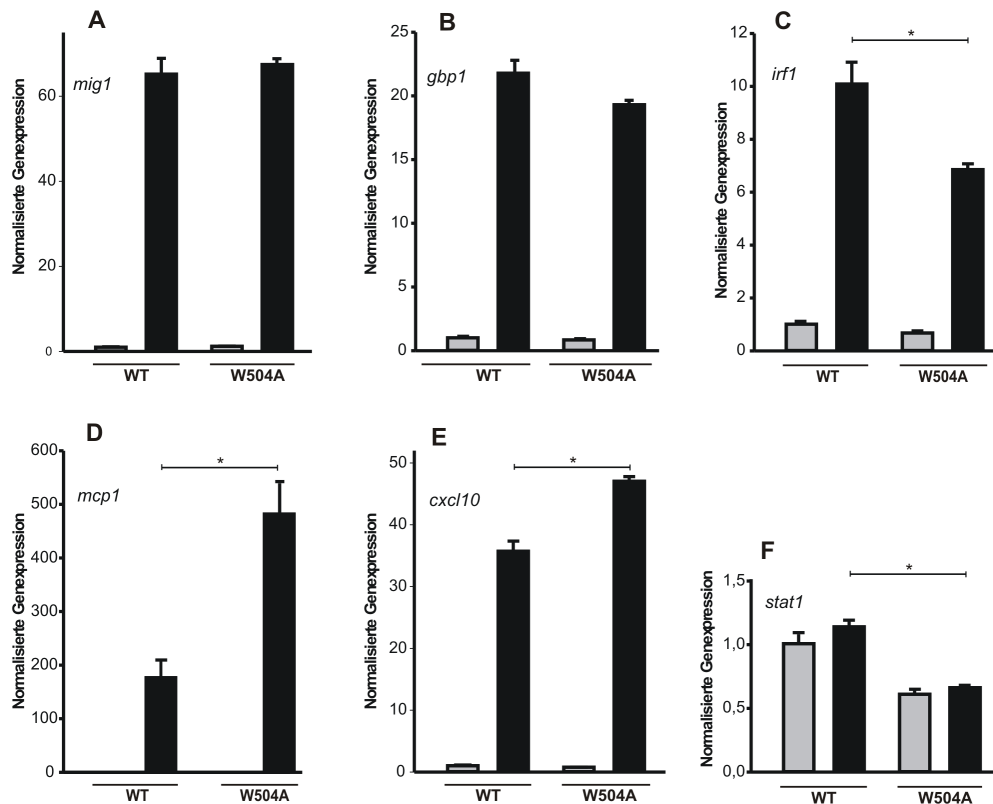 A
mig1
Normalisierte Genexpression
60
40
20
0
WT
W504A
B
gbp1
Normalisierte Genexpression
25
20
15
10
5
0
WT
W504A
C
irf1
Normalisierte Genexpression
12
10
8
6
4
2
0
*
WT
W504A
D
mcp1
Normalisierte Genexpression
600
500
400
300
200
100
0
*
WT
W504A
E
cxcl10
Normalisierte Genexpression
50
40
30
20
10
0
*
WT
W504A
F
stat1
Normalisierte Genexpression
1,5
1,0
0,5
0,0
*
WT
W504A